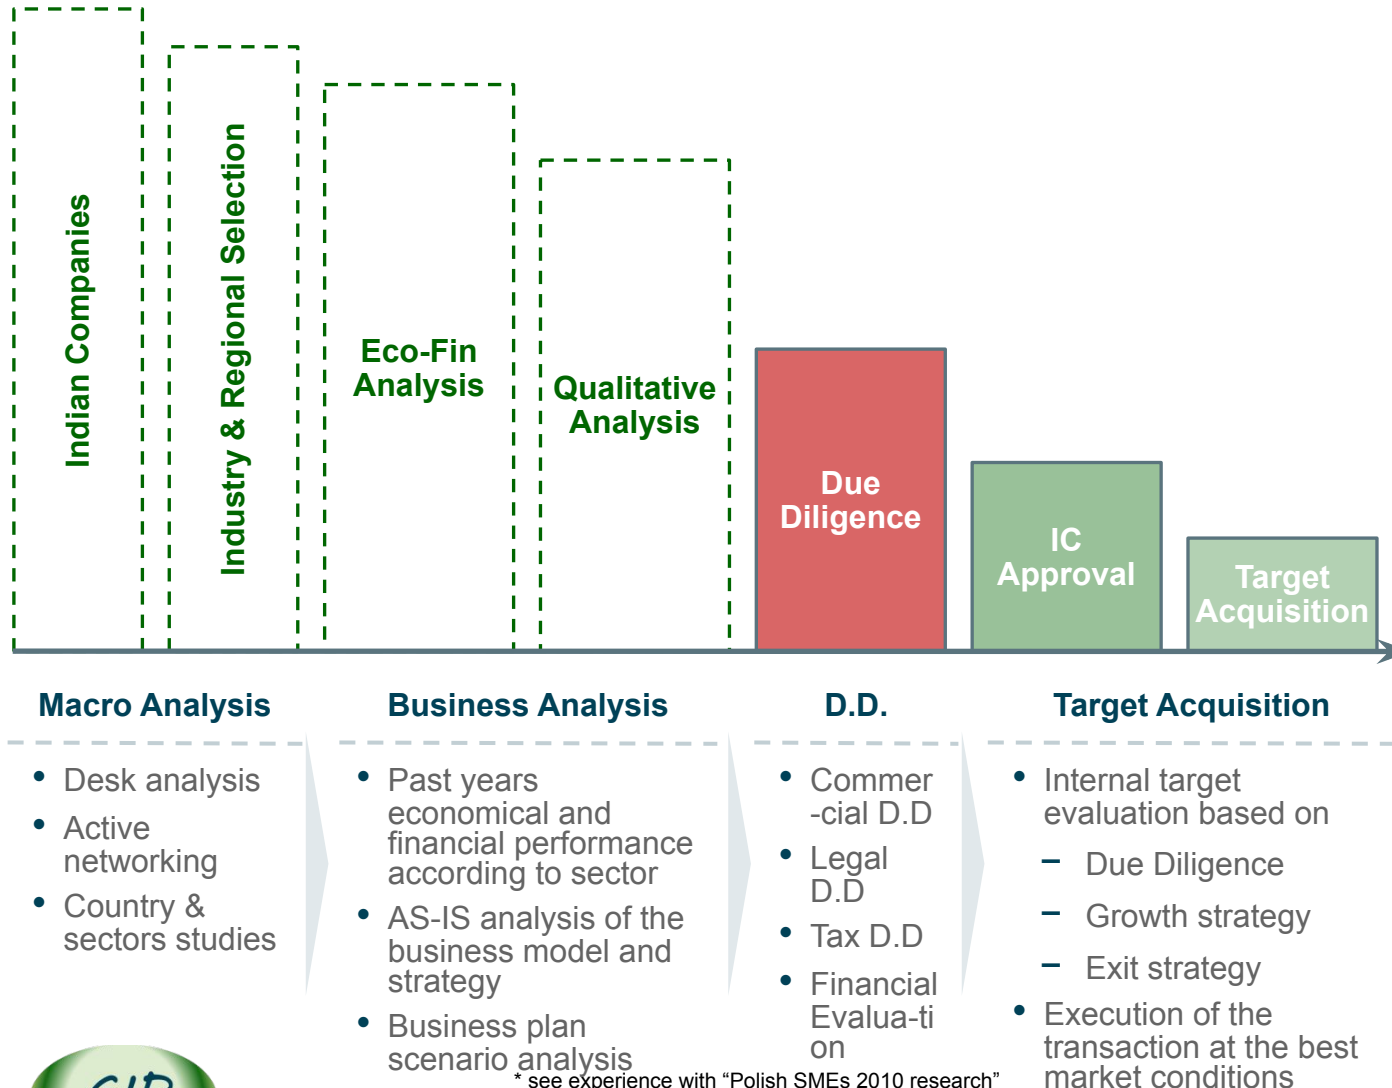 Indian Companies
Industry & Regional Selection
Eco-Fin
Analysis
Qualitative
Analysis
Due
Diligence
IC
Approval
Target
Acquisition
Macro Analysis
• Desk analysis
• Active
networking
• Country &
sectors studies
Business Analysis
• Past years
economical and
financial performance
according to sector
• AS-IS analysis of the
business model and
strategy
• Business plan
scenario analysis
D.D.
• Commer
-cial D.D
• Legal
D.D
• Tax D.D
• Financial
Evalua-ti
on
Target Acquisition
• Internal target
evaluation based on
– Due Diligence
– Growth strategy
– Exit strategy
• Execution of the
transaction at the best
market conditions
* see experience with “Polish SMEs 2010 research”